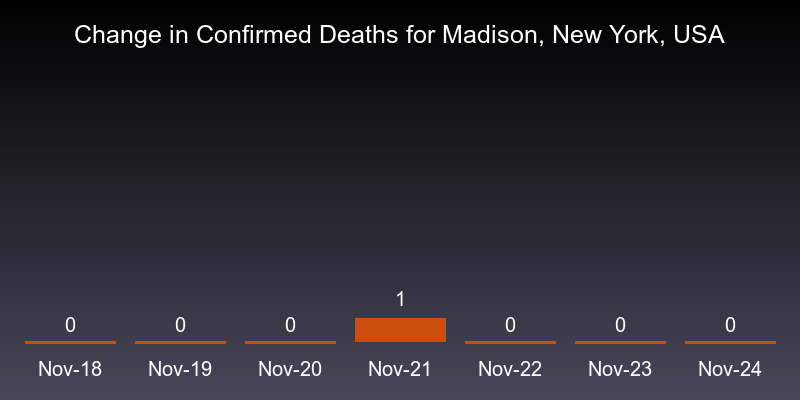 Change in Confirmed Deaths for Madison, New York, USA
0 0 0 1 0 0 0
Nov-18 Nov-19 Nov-20 Nov-21 Nov-22 Nov-23 Nov-24